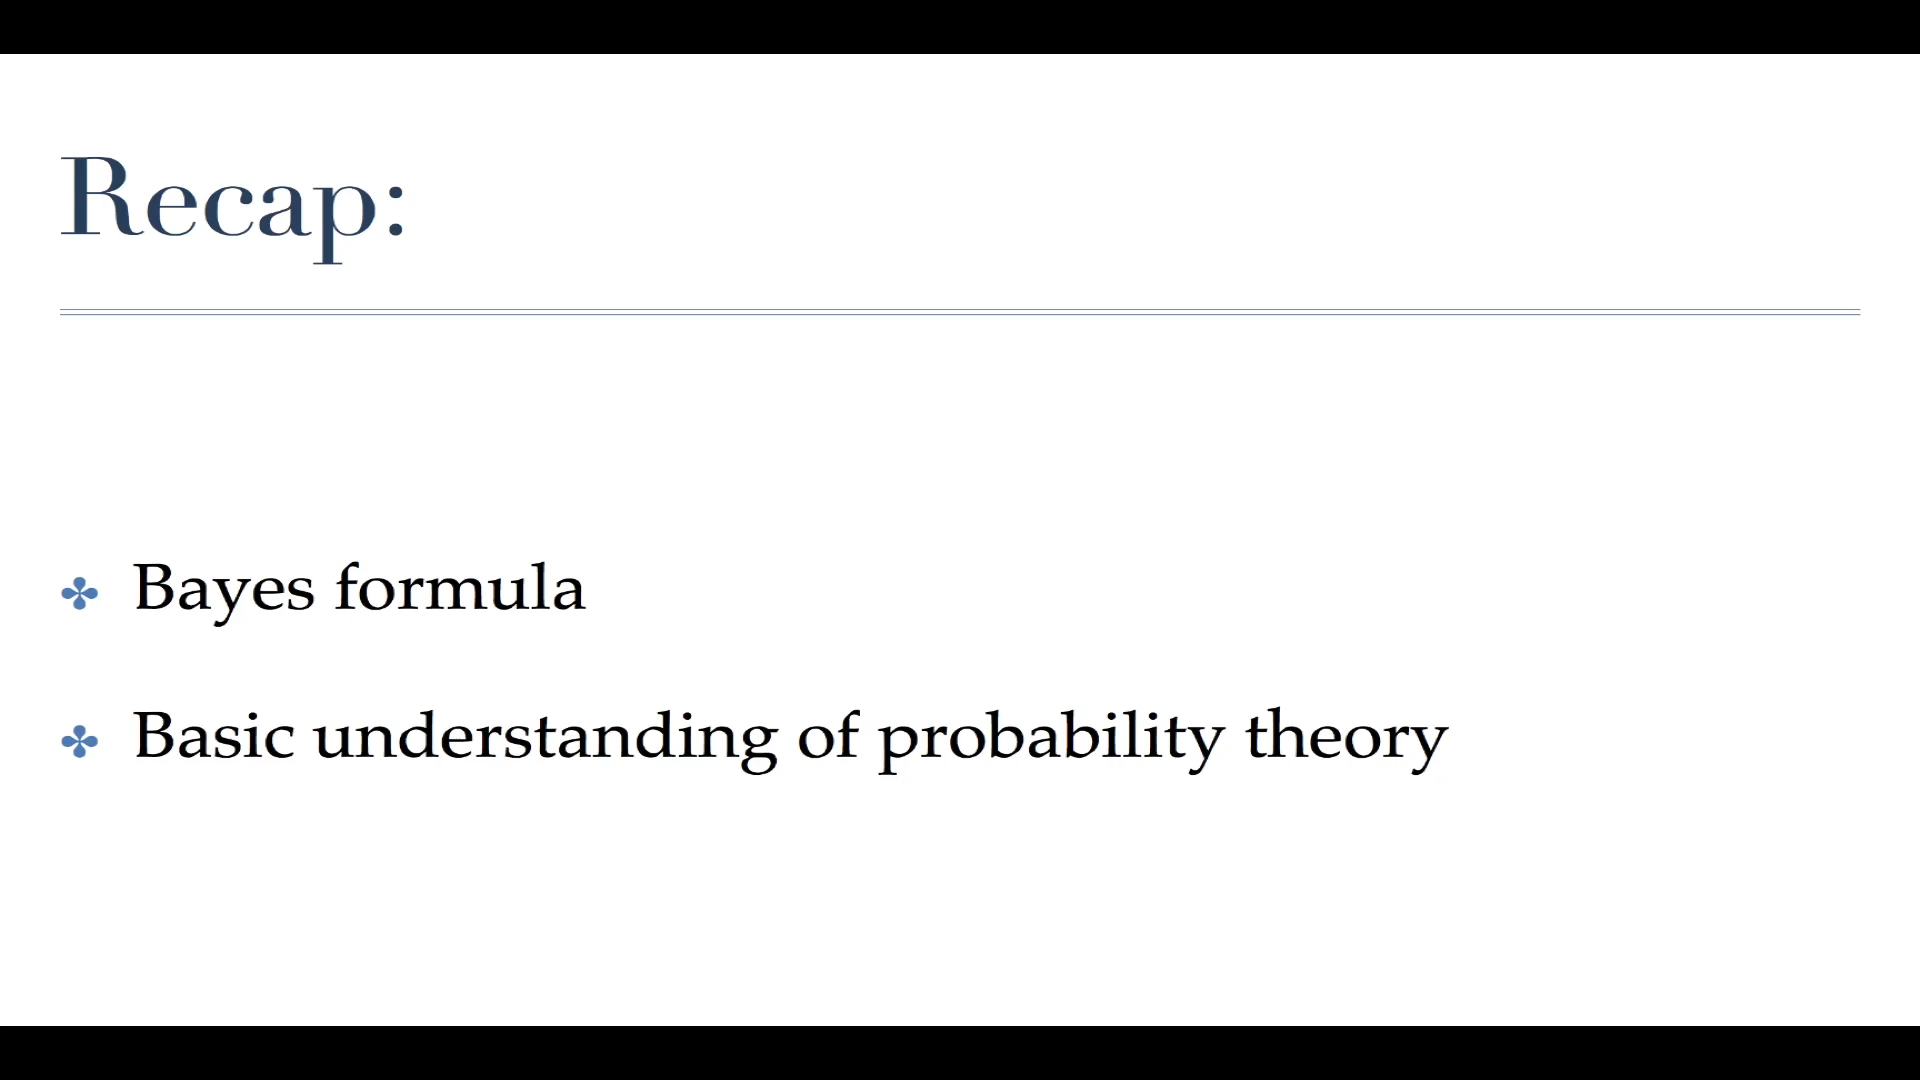 Recap:
Bayes formula
Basic understanding of probability theory